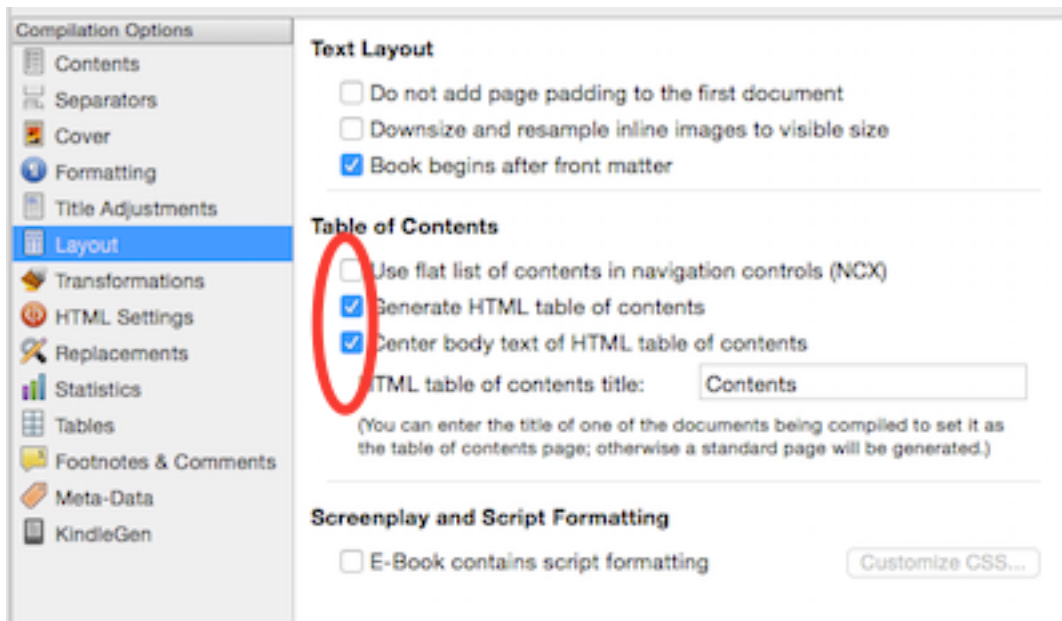 Compilation Options
Contents
Separators
Cover
Formatting
Title Adjustments
Layout
Transformations
HTML Settings
Replacements
Statistics
Tables
Footnotes & Comments
Meta-Data
KindleGen
Text Layout
Do not add page padding to the first document
Downsize and resample inline images to visible size
Book begins after front matter
Table of Contents
Use flat list of contents in navigation controls (NCX)
Generate HTML table of contents
Center body text of HTML table of contents
HTML table of contents title: Contents
(You can enter the title of one of the documents being compiled to set it as
the table of contents page; otherwise a standard page will be generated.)
Screenplay and Script Formatting
E-Book contains script formatting
Customize CSS...